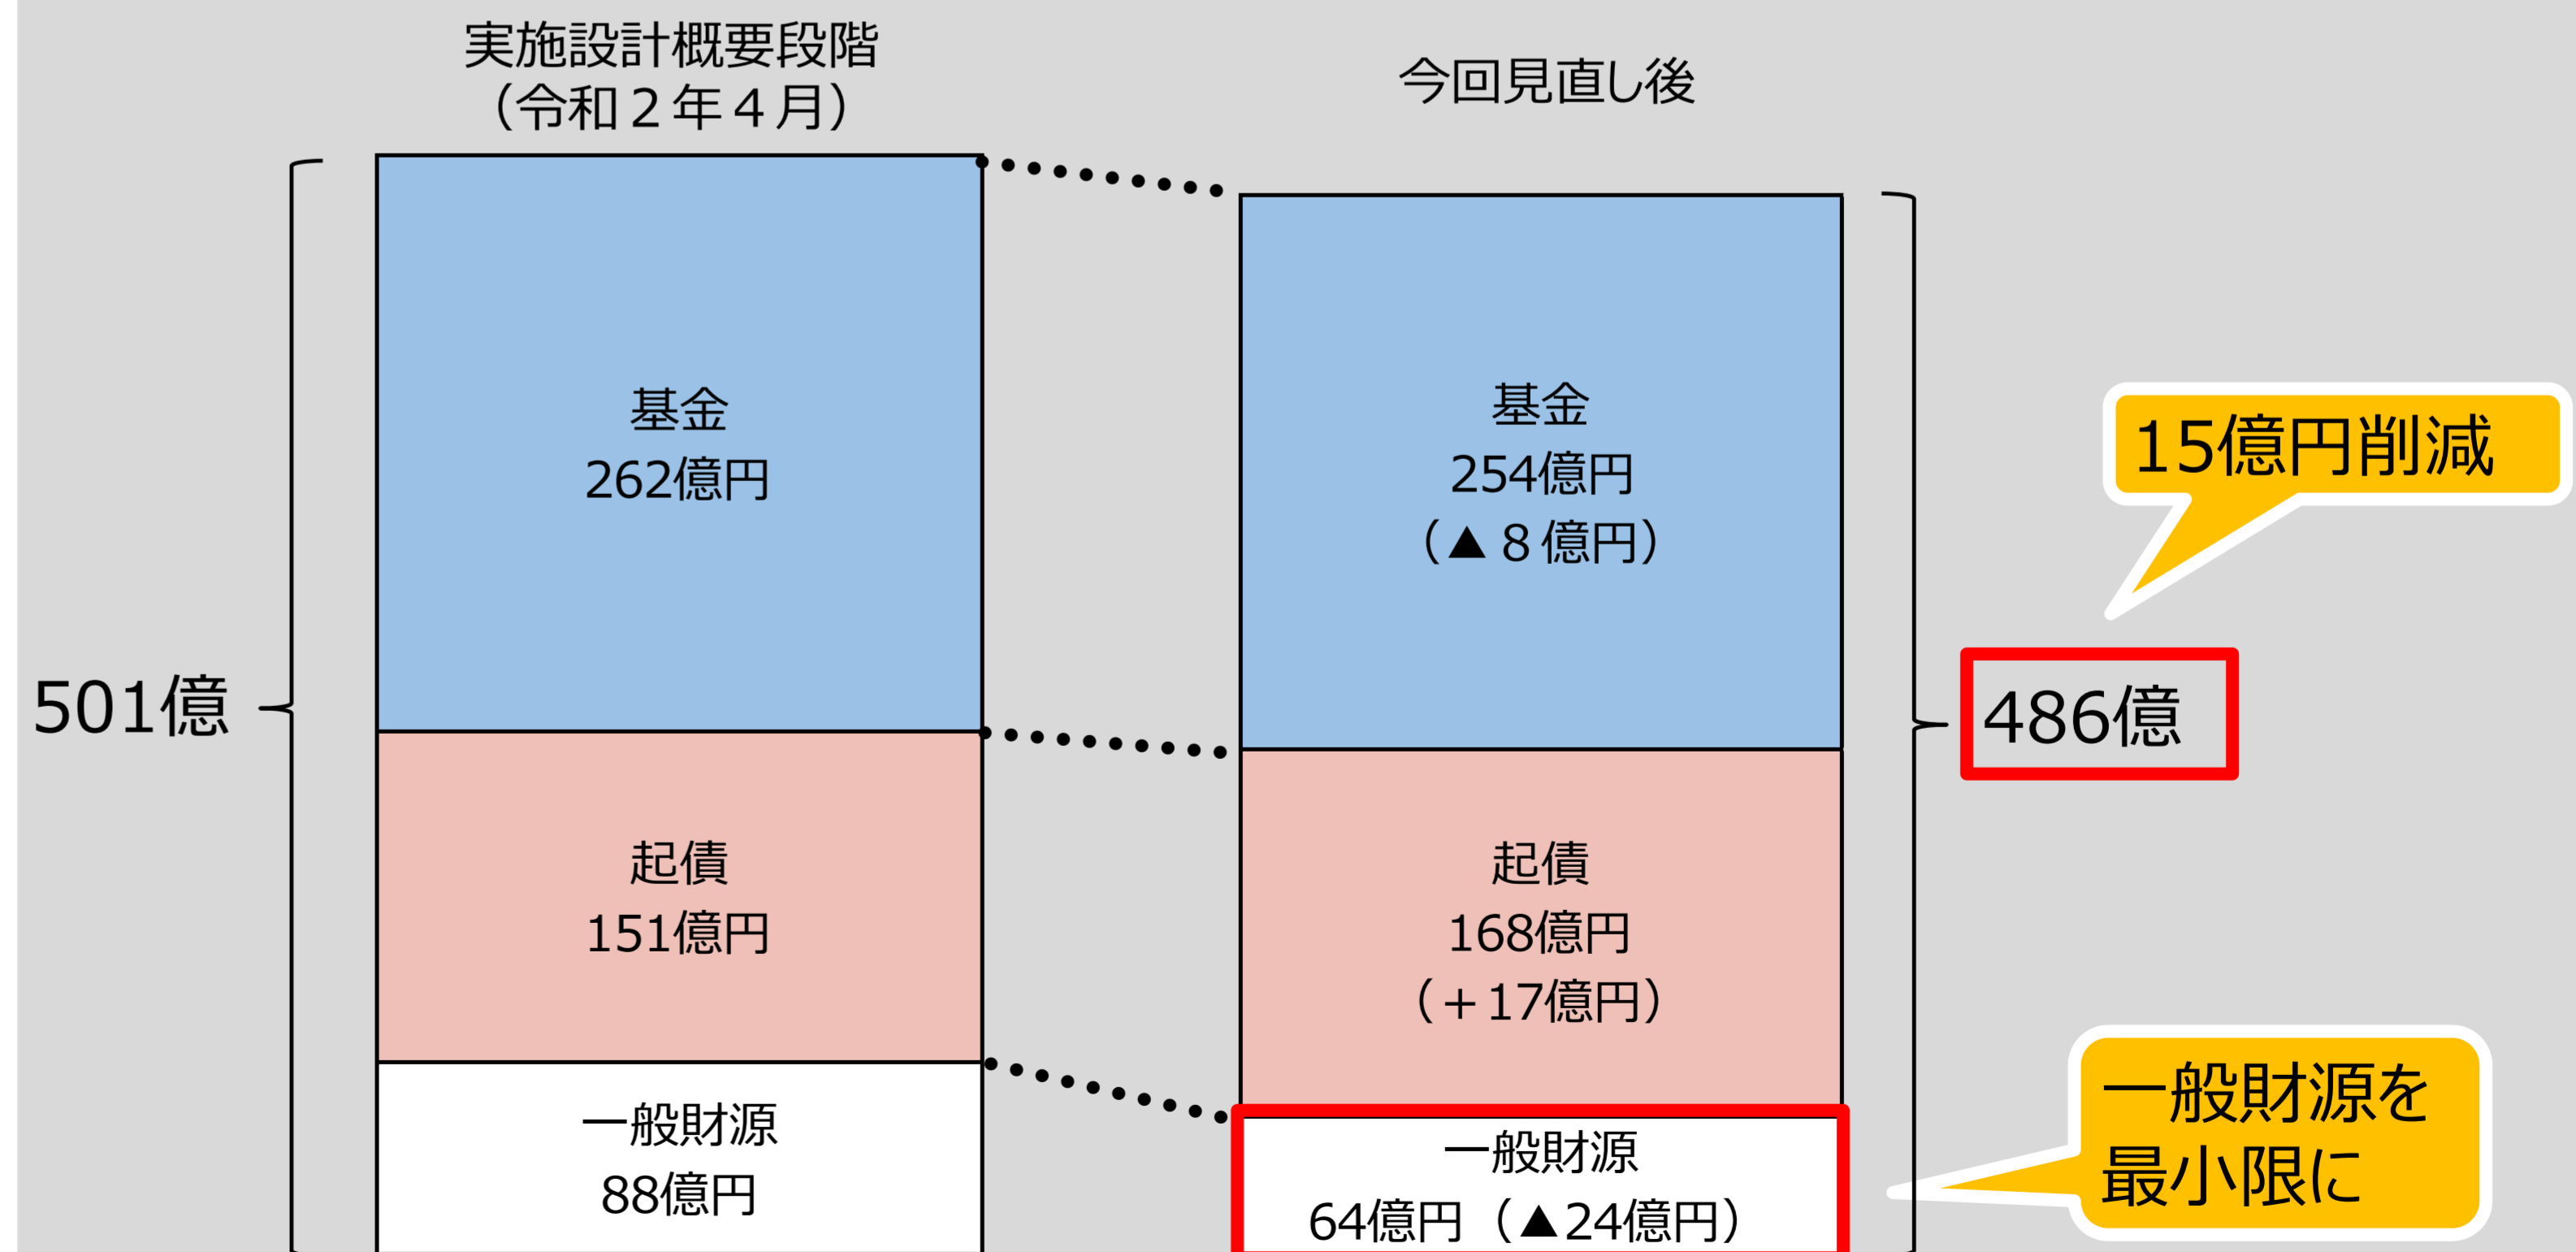 実施設計概要段階
（令和２年４月）
501億
基金
262億円
起債
151億円
一般財源
88億円
今回見直し後
基金
254億円
（▲８億円）
起債
168億円
（＋17億円）
一般財源
64億円（▲24億円）
15億円削減
486億
一般財源を
最小限に